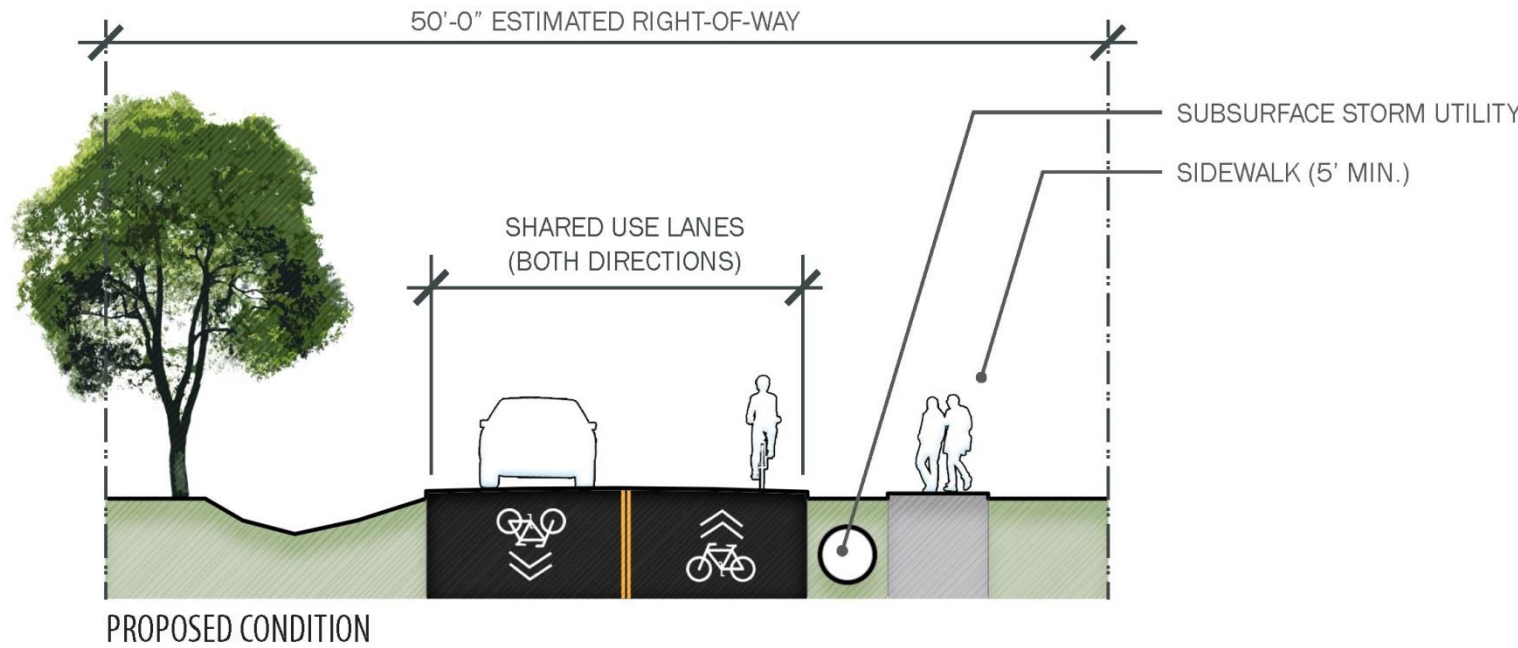 50'-0” ESTIMATED RIGHT-OF-WAY
SUBSURFACE STORM UTILITY
SIDEWALK (5’ MIN.)
SHARED USE LANES
(BOTH DIRECTIONS)
PROPOSED CONDITION